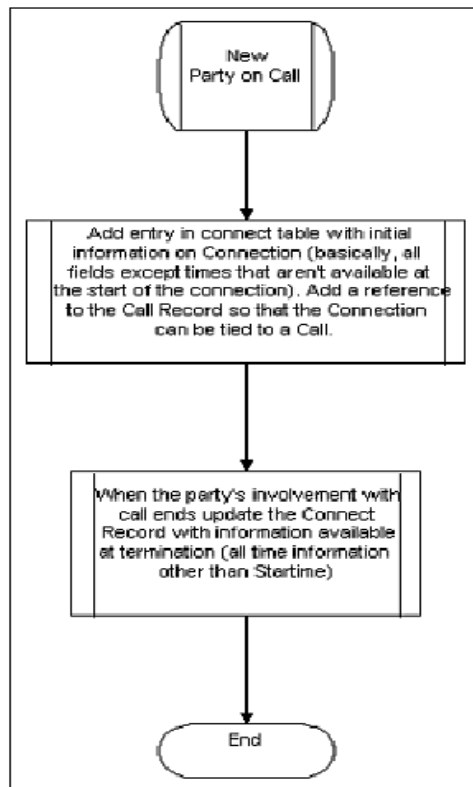 New
Party on Call
Add entry in connect table with initial
information on Connection (basically, all
fields except times that aren't available at
the start of the connection). Add a reference
to the Call Record so that the Connection
can be tied to a Call.
When the party's involvement with
call ends update the Connect
Record with information available
at termination (all time information
other than Startime)
End